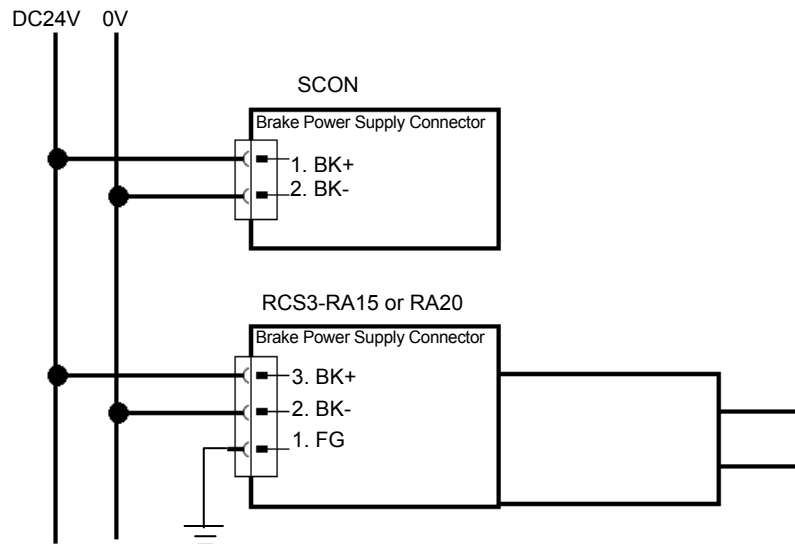 DC24V 0V
SCON
Brake Power Supply Connector
1. BK+
2. BK-
RCS3-RA15 or RA20
Brake Power Supply Connector
3. BK+
2. BK-
1. FG